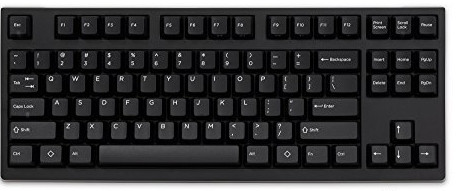 Esc F1 F2 F3 F4 F5 F6 F7 F8 F9 F10 F11 F12 Print Screen Scroll Lock Pause
~ ` ! 1 @ 2 # 3 $ 4 % 5 ^ 6 & 7 * 8 ( 9 ) 0 _ - + = ← Backspace Insert Home PgUp
Tab Q W E R T Y U I O P { [ } ] | \ Delete End PgDn
Caps Lock A S D F G H J K L : ; " ' ← Enter
⇧ Shift Z X C V B N M < , > . ? / ⇧ Shift ↑
Ctrl ◇ Alt Alt ◇ Fn Ctrl ← ↓ →